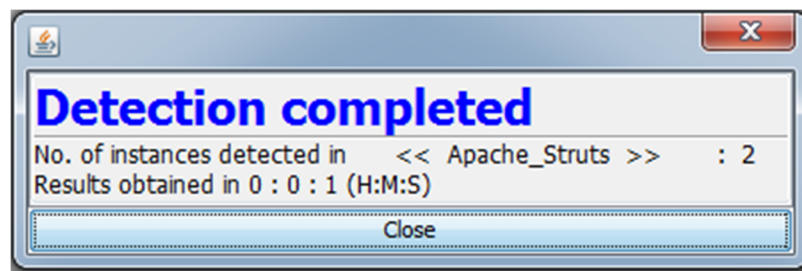 Detection completed
No. of instances detected in << Apache_Struts >> : 2
Results obtained in 0 : 0 : 1 (H:M:S)
Close